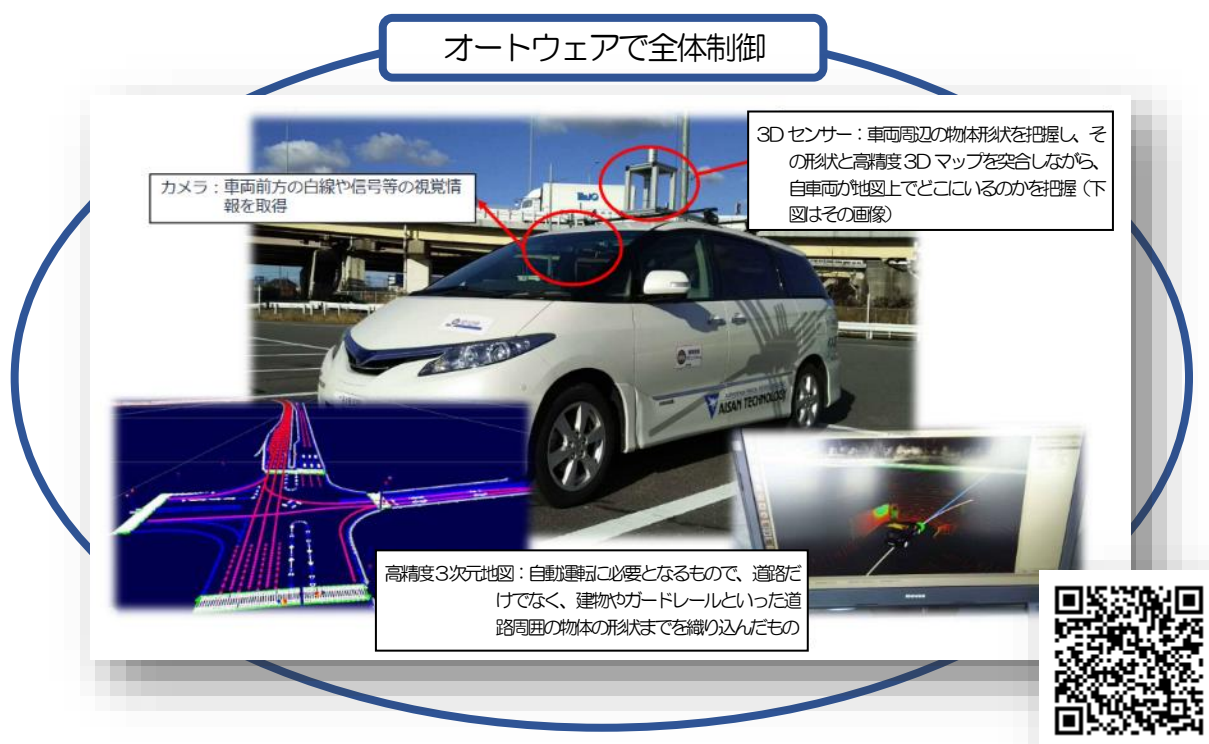 オートウェアで全体制御
3D センサー：車両周辺の物体形状を把握し、そ
の形状と高精度 3D マップを突合しながら、
自車両が地図上でどこにいるのかを把握（下
図はその画像）
カメラ：車両前方の白線や信号等の視覚情
報を取得
AISAN TECHNOLOGY
高精度3次元地図：自動運転に必要となるもので、道路だ
けでなく、建物やガードレールといった道
路周囲の物体の形状までを織り込んだもの